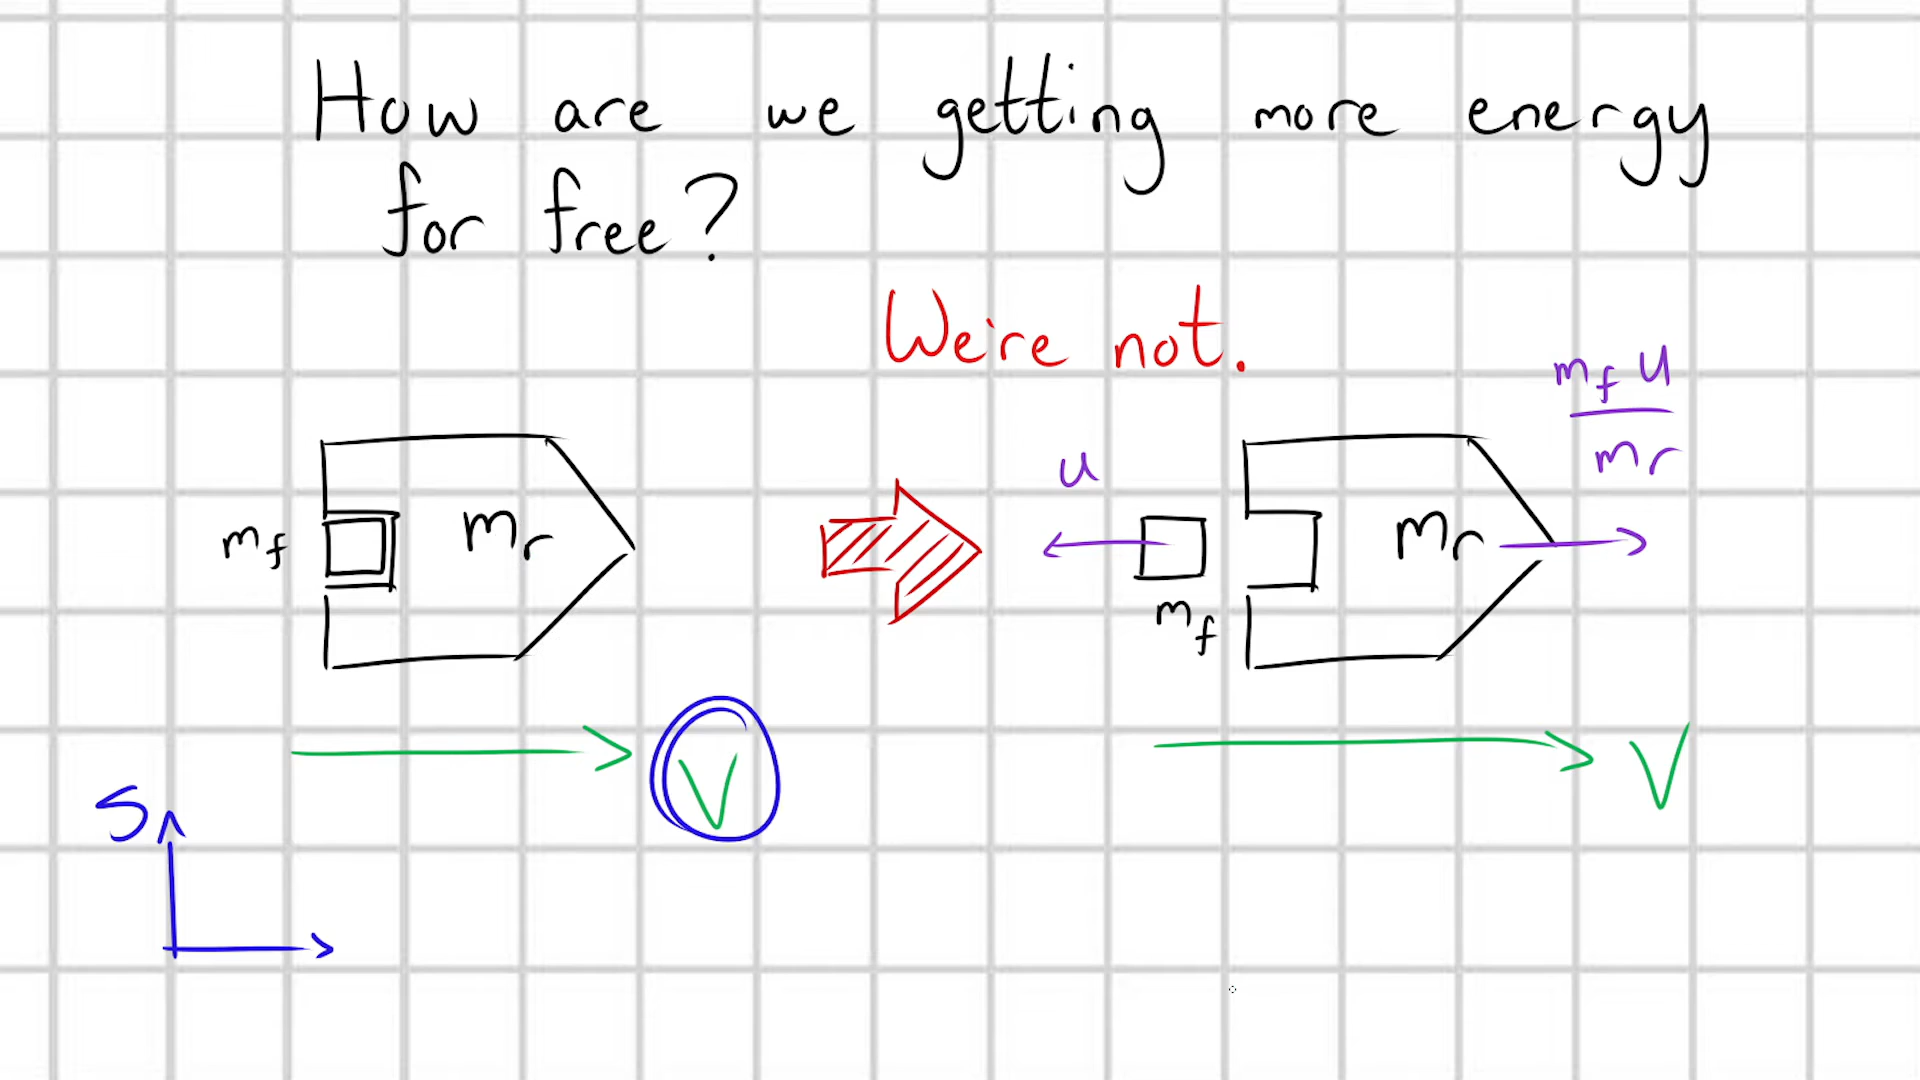 How are we getting more energy
for free?
We're not.
m_f u
m_r
u
m_f
m_r
m_r
m_f
V
V
S